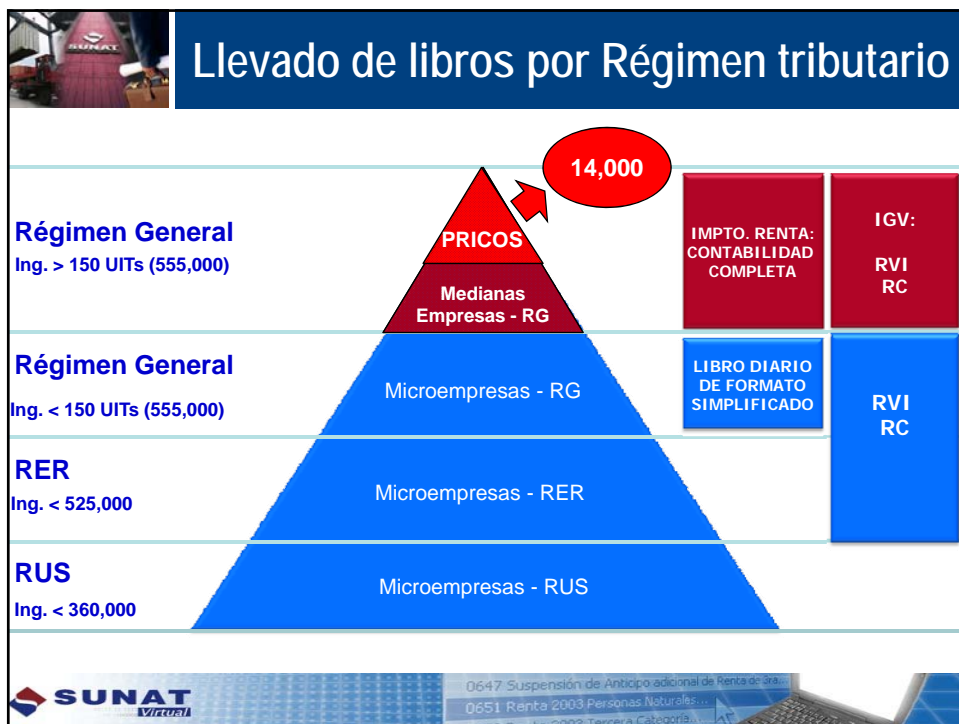 SUNAT
Llevado de libros por Régimen tributario
14,000
Régimen General
Ing. > 150 UITs (555,000)
PRICOS
Medianas
Empresas - RG
IMPTO. RENTA:
CONTABILIDAD
COMPLETA
IGV:
RVI
RC
Régimen General
Ing. < 150 UITs (555,000)
Microempresas - RG
LIBRO DIARIO
DE FORMATO
SIMPLIFICADO
RVI
RC
RER
Ing. < 525,000
Microempresas - RER
RUS
Ing. < 360,000
Microempresas - RUS
SUNAT
Virtual
0647 Suspensión de Anticipo adicional de Renta de
0651 Renta 2003 Personas Naturales...
2003 Tercera Categoría...